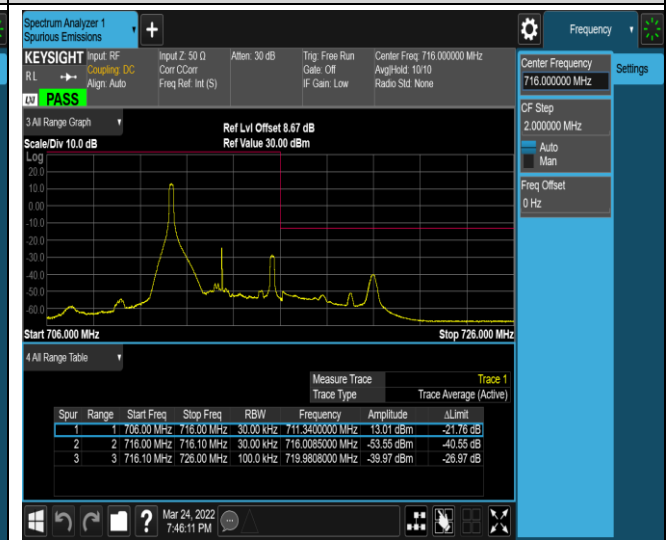 Spectrum Analyzer 1
Spurious Emissions
+
Frequency
KEYSIGHT
Input: RF
Coupling: DC
Align: Auto
Input Z: 50 Ω
Corr CCorr
Freq Ref: Int (S)
Atten: 30 dB
Trig: Free Run
Gate: Off
IF Gain: Low
Center Freq: 716.000000 MHz
Avg|Hold: 10/10
Radio Std: None
R L
LXI PASS
Center Frequency
716.000000 MHz
Settings
CF Step
2.000000 MHz
Auto
Man
Freq Offset
0 Hz
3 All Range Graph
Scale/Div 10.0 dB
Ref Lvl Offset 8.67 dB
Ref Value 30.00 dBm
Log
20.0
10.0
0.00
-10.0
-20.0
-30.0
-40.0
-50.0
-60.0
Start 706.000 MHz
Stop 726.000 MHz
4 All Range Table
Measure Trace Trace 1
Trace Type Trace Average (Active)
Spur Range Start Freq Stop Freq RBW Frequency Amplitude ΔLimit
1 1 706.00 MHz 716.00 MHz 30.00 kHz 711.3400000 MHz 13.01 dBm -21.76 dB
2 2 716.00 MHz 716.10 MHz 30.00 kHz 716.0085000 MHz -53.55 dBm -40.55 dB
3 3 716.10 MHz 726.00 MHz 100.0 kHz 719.9808000 MHz -39.97 dBm -26.97 dB
?
Mar 24, 2022
7:46:11 PM